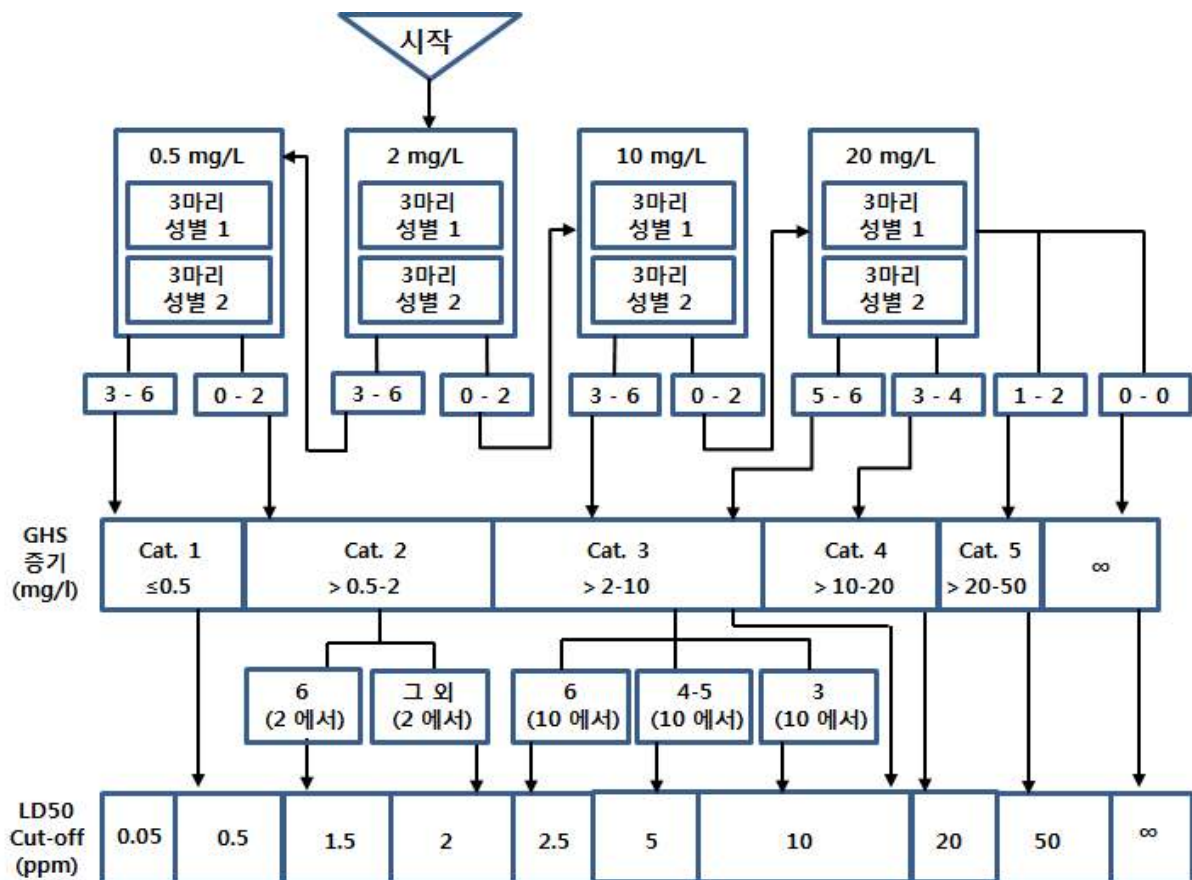 시작
0.5 mg/L
3마리
성별 1
3마리
성별 2
2 mg/L
3마리
성별 1
3마리
성별 2
10 mg/L
3마리
성별 1
3마리
성별 2
20 mg/L
3마리
성별 1
3마리
성별 2
3 - 6
0 - 2
3 - 6
0 - 2
3 - 6
0 - 2
5 - 6
3 - 4
1 - 2
0 - 0
GHS
증기
(mg/l)
Cat. 1
≤0.5
Cat. 2
> 0.5-2
Cat. 3
> 2-10
Cat. 4
> 10-20
Cat. 5
> 20-50
∞
6
(2 에서)
그 외
(2 에서)
6
(10 에서)
4-5
(10 에서)
3
(10 에서)
LD50
Cut-off
(ppm)
0.05
0.5
1.5
2
2.5
5
10
20
50
∞